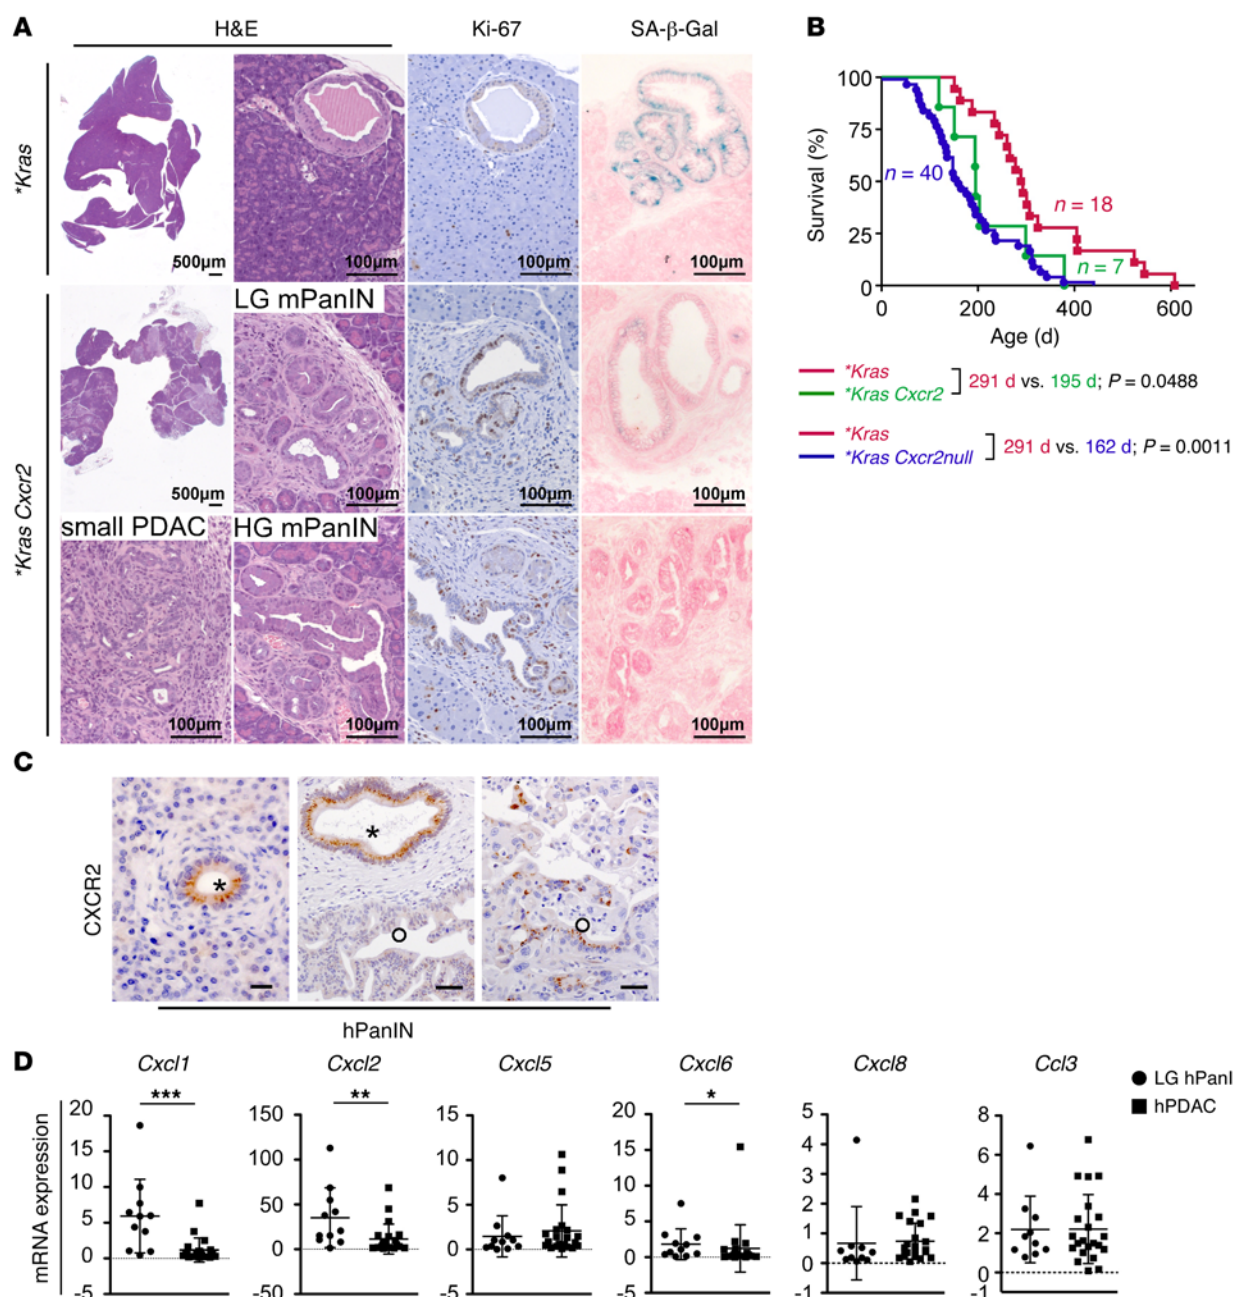 A
H&E
Ki-67
SA-β-Gal
*Kras
500μm
100μm
100μm
100μm
*Kras Cxcr2
LG mPanIN
500μm
100μm
100μm
100μm
small PDAC
HG mPanIN
100μm
100μm
100μm
100μm
B
Survival (%)
100
75
50
25
0
n = 40
n = 18
n = 7
0 200 400 600
Age (d)
*Kras
*Kras Cxcr2
291 d vs. 195 d; P = 0.0488
*Kras
*Kras Cxcr2null
291 d vs. 162 d; P = 0.0011
C
CXCR2
*
*
hPanIN
D
mRNA expression
Cxcl1
***
20
15
10
5
0
-5
Cxcl2
**
150
100
50
0
-50
Cxcl5
15
10
5
0
-5
Cxcl6
*
20
15
10
5
0
-5
Cxcl8
5
4
3
2
1
0
-1
Ccl3
8
6
4
2
0
-1
LG hPanI
hPDAC